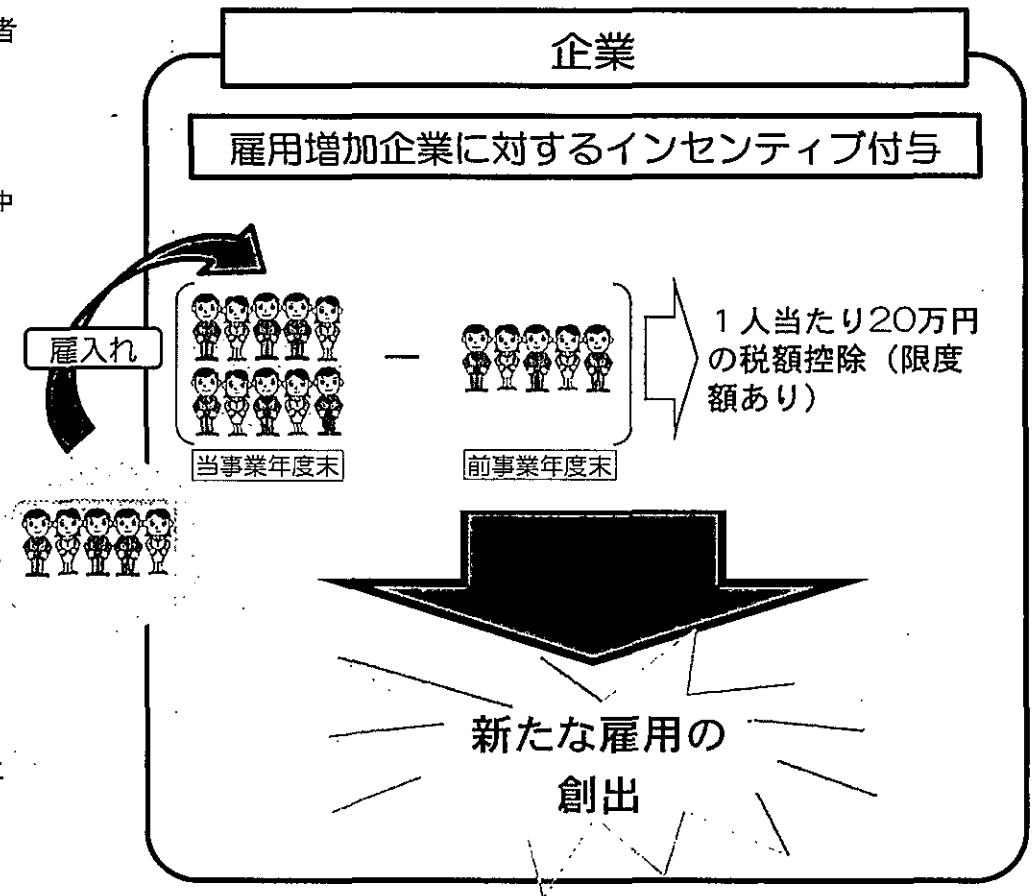 者
企業
雇用増加企業に対するインセンティブ付与
雇入れ
－
1人当たり20万円
の税額控除（限度
額あり）
当事業年度末
前事業年度末
新たな雇用の
創出